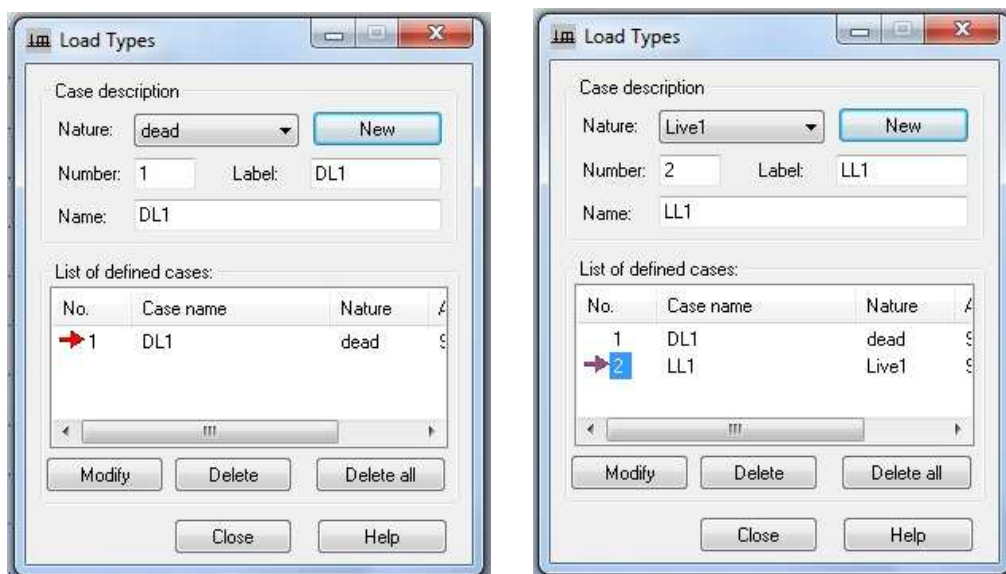 Load Types
Case description
Nature: dead New
Number: 1 Label: DL1
Name: DL1
List of defined cases:
No. Case name Nature
1 DL1 dead
Modify Delete Delete all
Close Help
Load Types
Case description
Nature: Live1 New
Number: 2 Label: LL1
Name: LL1
List of defined cases:
No. Case name Nature
1 DL1 dead
2 LL1 Live1
Modify Delete Delete all
Close Help